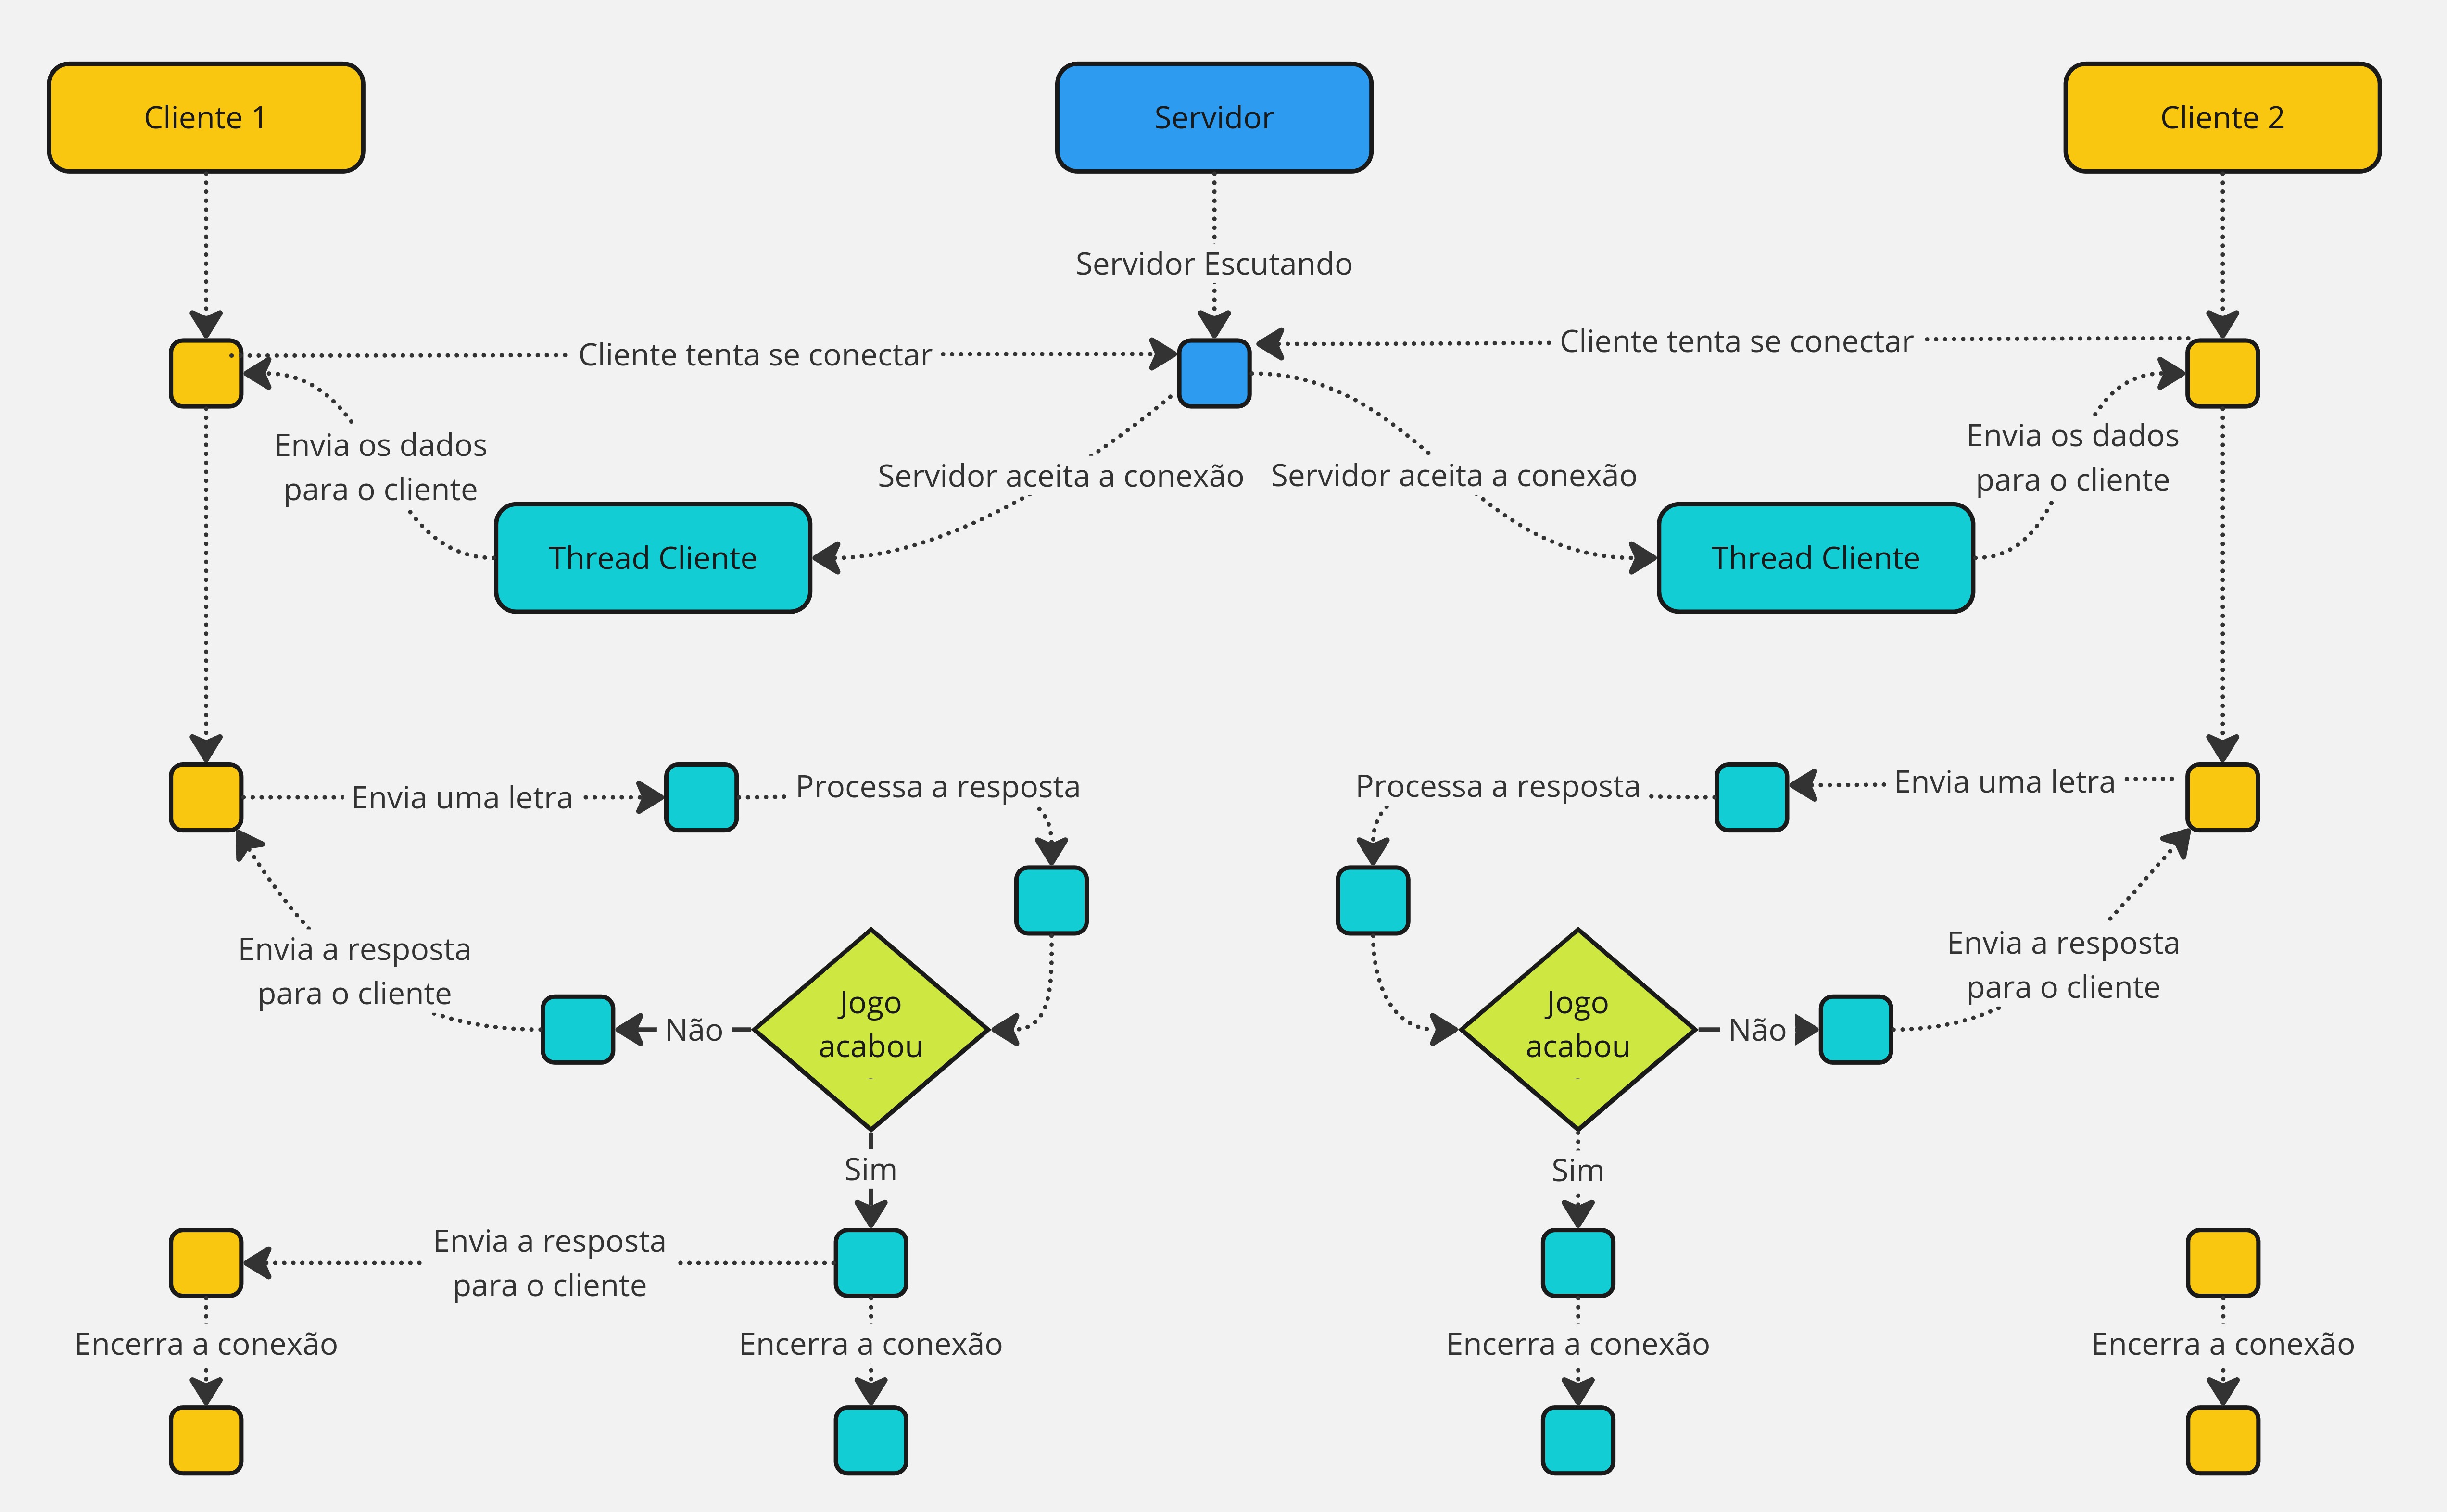 Cliente 1
Servidor
Cliente 2
Servidor Escutando
Cliente tenta se conectar
Cliente tenta se conectar
Envia os dados
para o cliente
Servidor aceita a conexão
Servidor aceita a conexão
Envia os dados
para o cliente
Thread Cliente
Thread Cliente
Envia uma letra
Processa a resposta
Processa a resposta
Envia uma letra
Envia a resposta
para o cliente
Não
Jogo
acabou
Jogo
acabou
Não
Envia a resposta
para o cliente
Sim
Sim
Envia a resposta
para o cliente
Encerra a conexão
Encerra a conexão
Encerra a conexão
Encerra a conexão